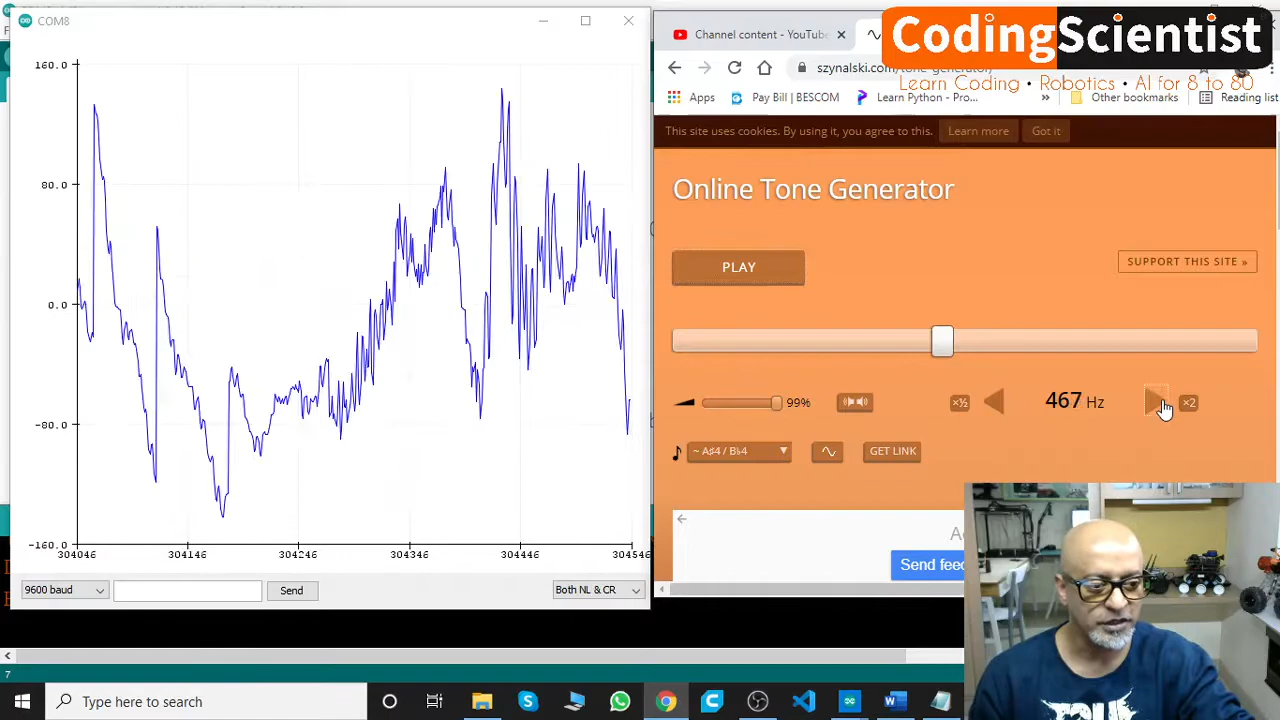 COM8
160.0
80.0
0.0
-80.0
-160.0
304046
304146
304246
304346
304446
304546
9600 baud
Send
Both NL & CR
Channel content - YouTube
CodingScientist
Learn Coding • Robotics • AI for 8 to 80
szynalski.com/tone-generator/
Apps
Pay Bill | BESCOM
Learn Python - Pro...
»
Other bookmarks
Reading list
This site uses cookies. By using it, you agree to this.
Learn more
Got it
Online Tone Generator
PLAY
SUPPORT THIS SITE »
99%
×½
467 Hz
×2
~ A♯4 / B♭4
GET LINK
Send feed
7
Type here to search